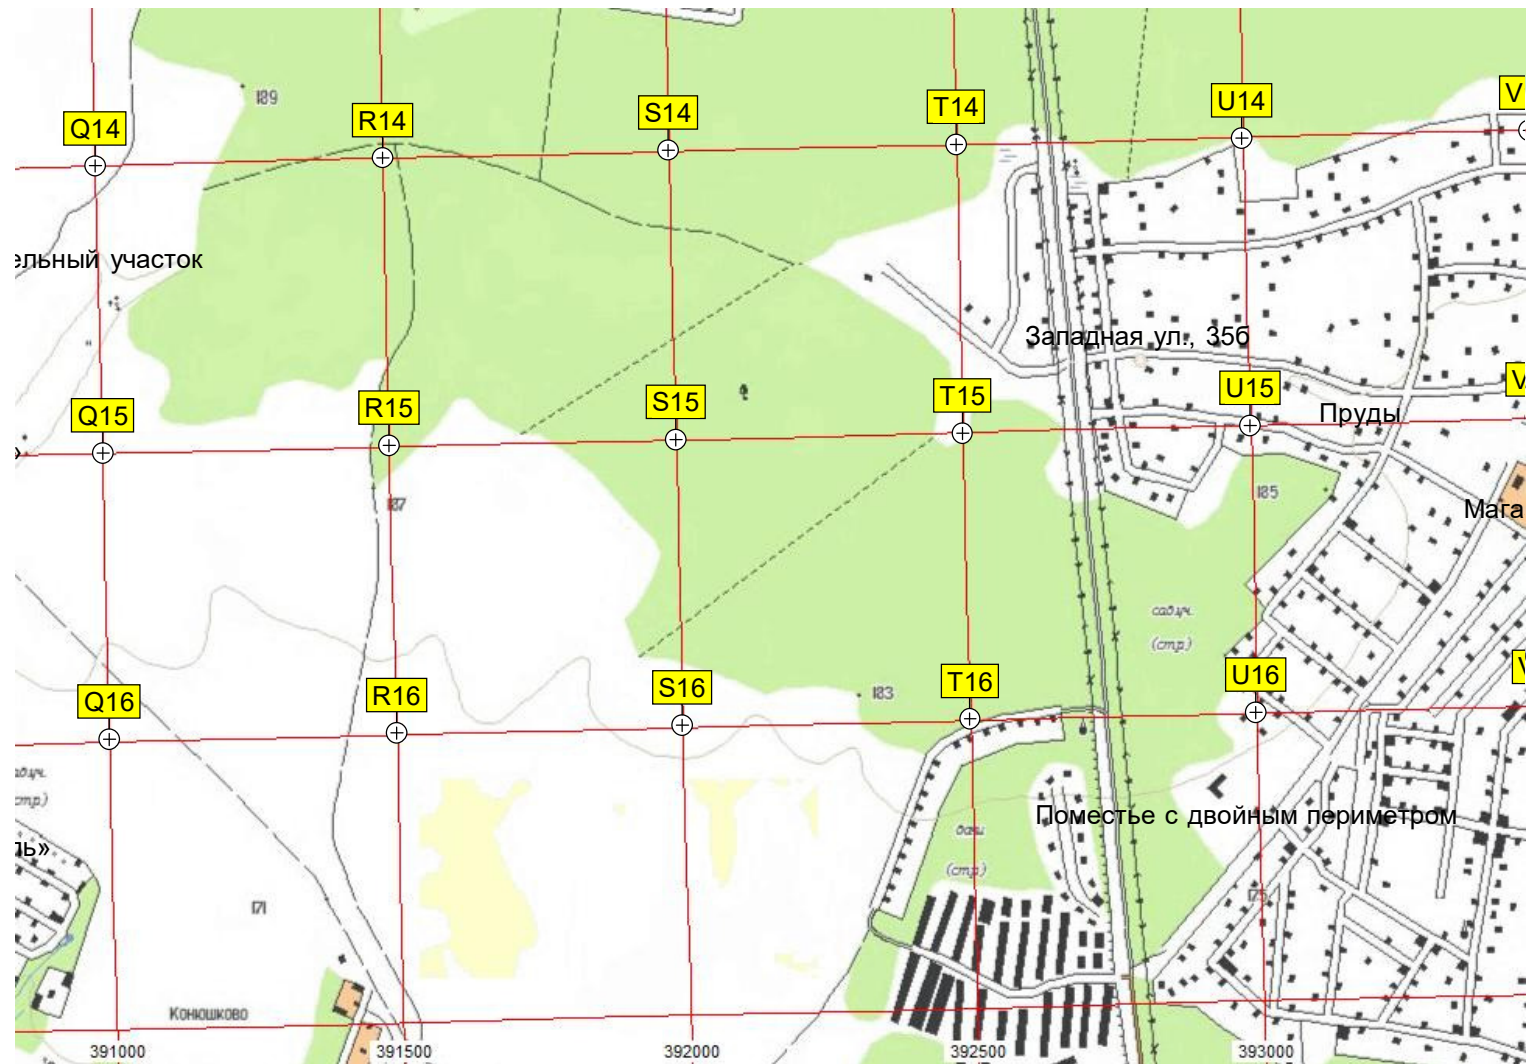 189
Q14
R14
S14
T14
U14
V
ельный участок
Западная ул., 35б
Q15
R15
S15
T15
U15
V
Пруды
187
185
Мага
садуч.
(стр.)
Q16
R16
S16
183
T16
U16
V
садуч.
стр.)
ль»
Поместье с двойным периметром
дачи
(стр.)
171
175
Конюшково
391000
391500
392000
392500
393000